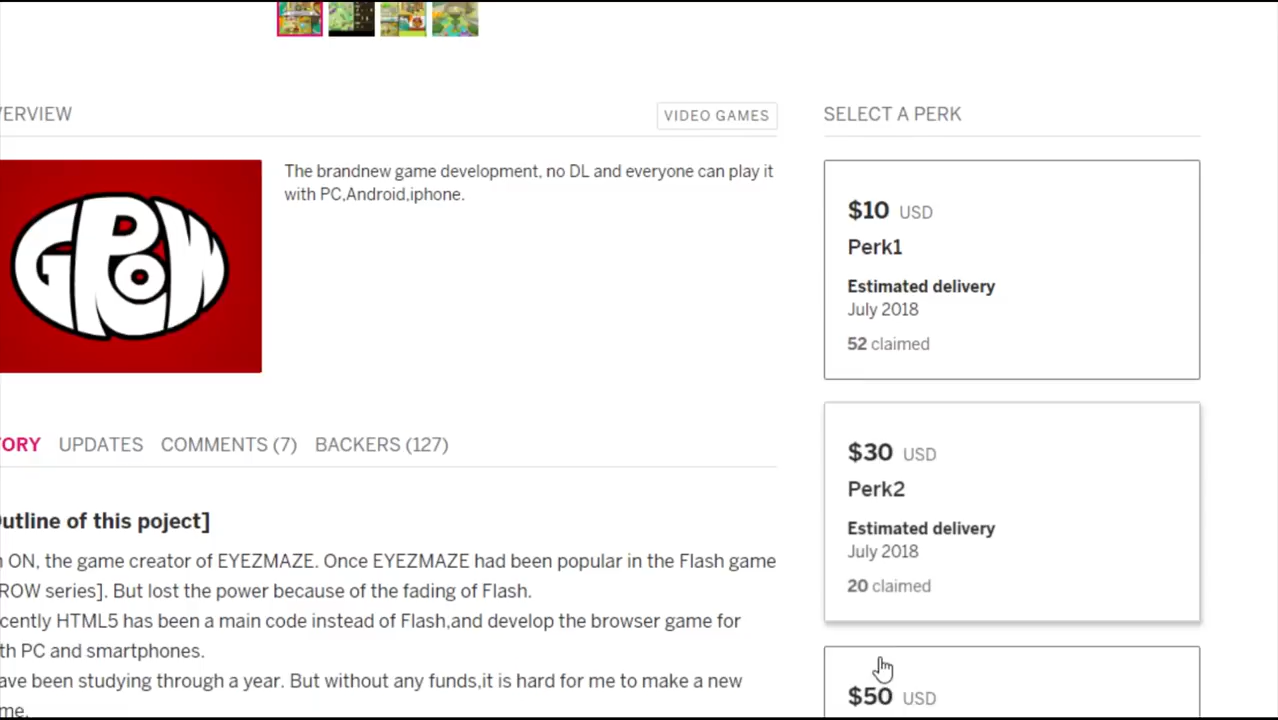 VERVIEW
VIDEO GAMES
The brandnew game development, no DL and everyone can play it
with PC,Android,iphone.
GROW
TORY UPDATES COMMENTS (7) BACKERS (127)
outline of this poject]
ON, the game creator of EYEZMAZE. Once EYEZMAZE had been popular in the Flash game
ROW series]. But lost the power because of the fading of Flash.
cently HTML5 has been a main code instead of Flash,and develop the browser game for
th PC and smartphones.
ave been studying through a year. But without any funds,it is hard for me to make a new
me.
SELECT A PERK
$10 USD
Perk1
Estimated delivery
July 2018
52 claimed
$30 USD
Perk2
Estimated delivery
July 2018
20 claimed
$50 USD